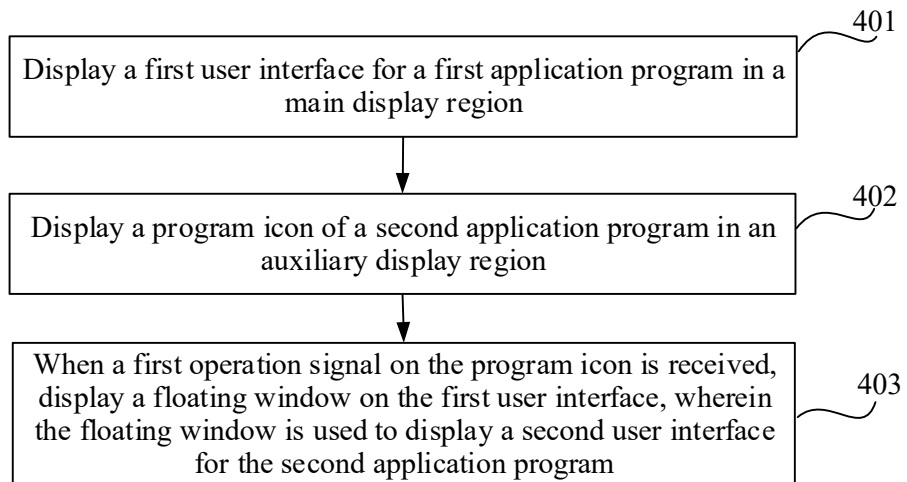 401
Display a first user interface for a first application program in a
main display region
402
Display a program icon of a second application program in an
auxiliary display region
403
When a first operation signal on the program icon is received,
display a floating window on the first user interface, wherein
the floating window is used to display a second user interface
for the second application program